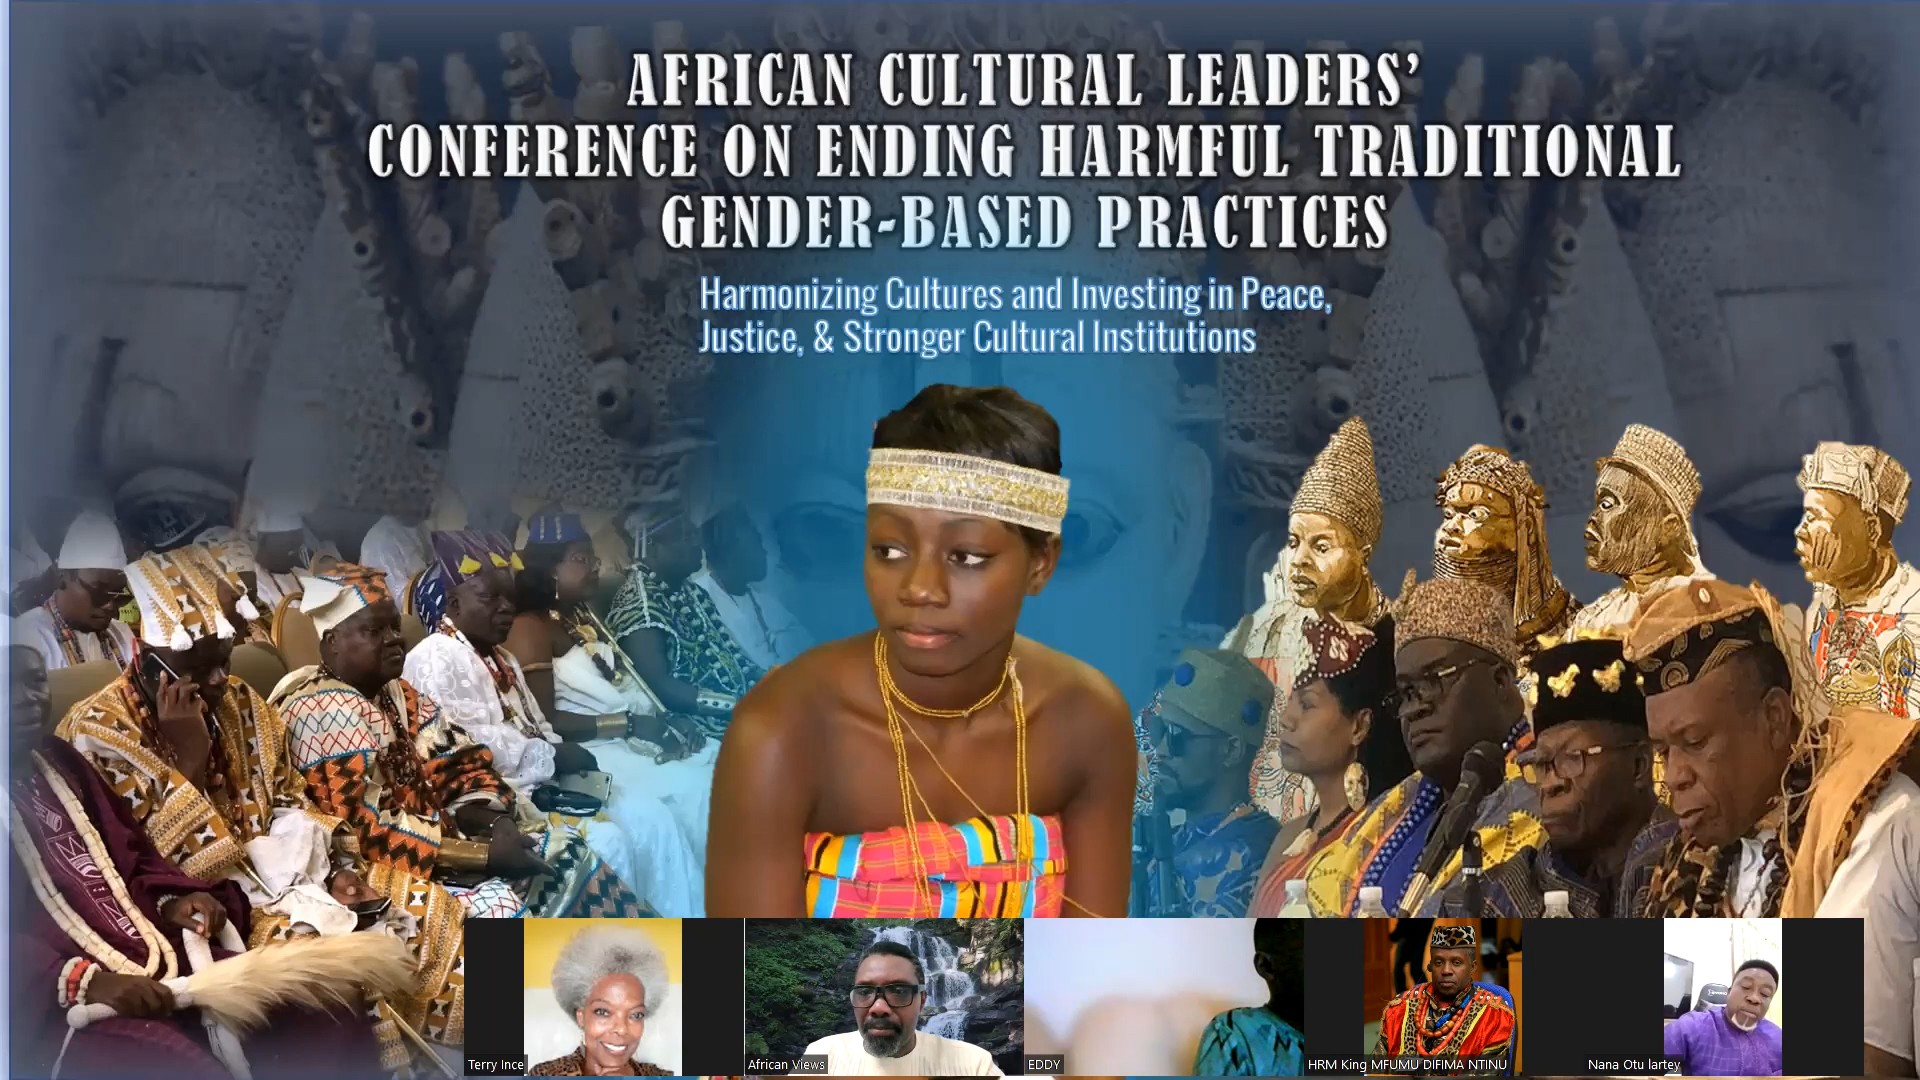 AFRICAN CULTURAL LEADERS'
CONFERENCE ON ENDING HARMFUL TRADITIONAL
GENDER-BASED PRACTICES
Harmonizing Cultures and Investing in Peace,
Justice, & Stronger Cultural Institutions
Terry Ince
African Views
EDDY
HRM King MFUMU DIFIMA NTINU
Nana Otu lartey